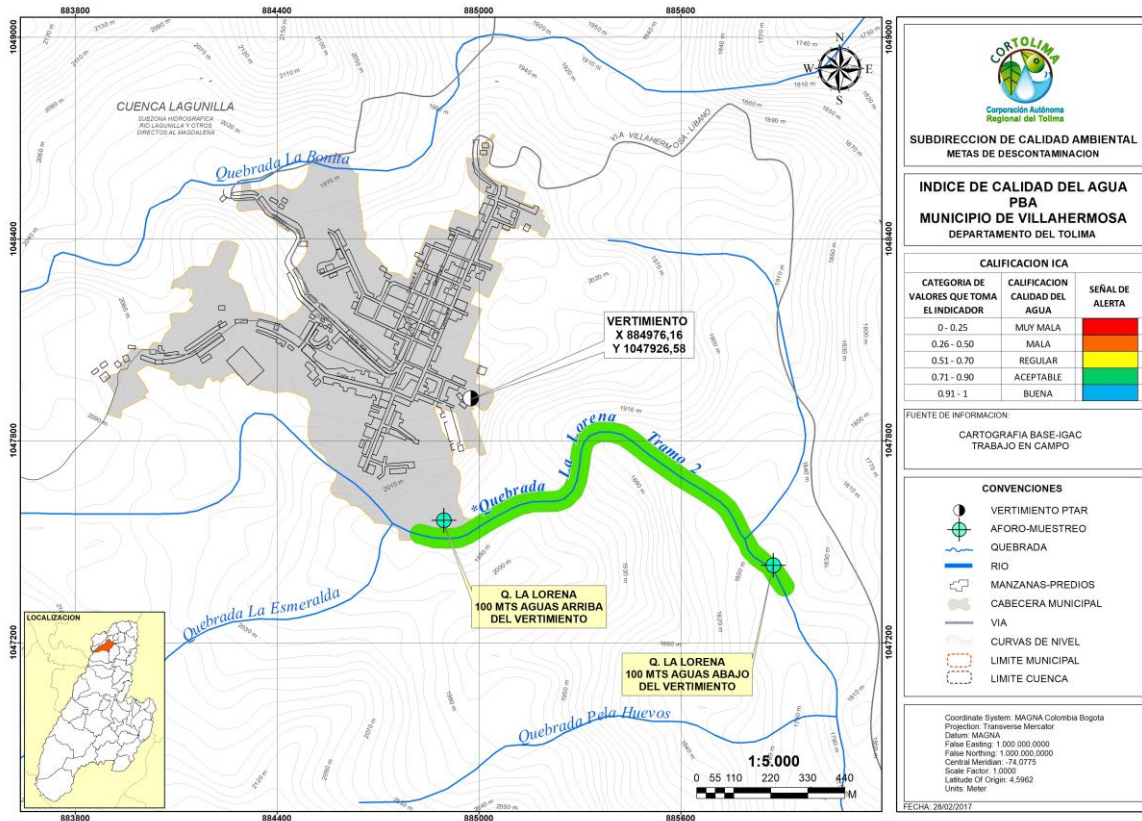 883800
884400
885000
885600
1049000
1048400
1047800
1047200
CUENCA LAGUNILLA
SUBZONA HIDROGRAFICA
RIO LAGUNILLA Y OTROS
DIRECTOS AL MAGDALENA
Quebrada La Bonita
VIA VILLAHERMOSA - LIBANO
N
W E
S
VERTIMIENTO
X 884976,16
Y 1047926,58
*Quebrada La Lorena Tramo 2
Q. LA LORENA
100 MTS AGUAS ARRIBA
DEL VERTIMIENTO
Quebrada La Esmeralda
Q. LA LORENA
100 MTS AGUAS ABAJO
DEL VERTIMIENTO
Quebrada Pela Huevos
LOCALIZACION
1:5.000
0 55 110 220 330 440
M
1049000
1048400
1047800
1047200
CORTOLIMA
Corporación Autónoma
Regional del Tolima
SUBDIRECCION DE CALIDAD AMBIENTAL
METAS DE DESCONTAMINACION
INDICE DE CALIDAD DEL AGUA
PBA
MUNICIPIO DE VILLAHERMOSA
DEPARTAMENTO DEL TOLIMA
CALIFICACION ICA
CATEGORIA DE VALORES QUE TOMA EL INDICADOR CALIFICACION CALIDAD DEL AGUA SEÑAL DE ALERTA
0 - 0.25 MUY MALA
0.26 - 0.50 MALA
0.51 - 0.70 REGULAR
0.71 - 0.90 ACEPTABLE
0.91 - 1 BUENA
FUENTE DE INFORMACION:
CARTOGRAFIA BASE-IGAC
TRABAJO EN CAMPO
CONVENCIONES
VERTIMIENTO PTAR
AFORO-MUESTREO
QUEBRADA
RIO
MANZANAS-PREDIOS
CABECERA MUNICIPAL
VIA
CURVAS DE NIVEL
LIMITE MUNICIPAL
LIMITE CUENCA
Coordinate System: MAGNA Colombia Bogota
Projection: Transverse Mercator
Datum: MAGNA
False Easting: 1.000.000,0000
False Northing: 1.000.000,0000
Central Meridian: -74,0775
Scale Factor: 1,0000
Latitude Of Origin: 4,5962
Units: Meter
FECHA: 28/02/2017